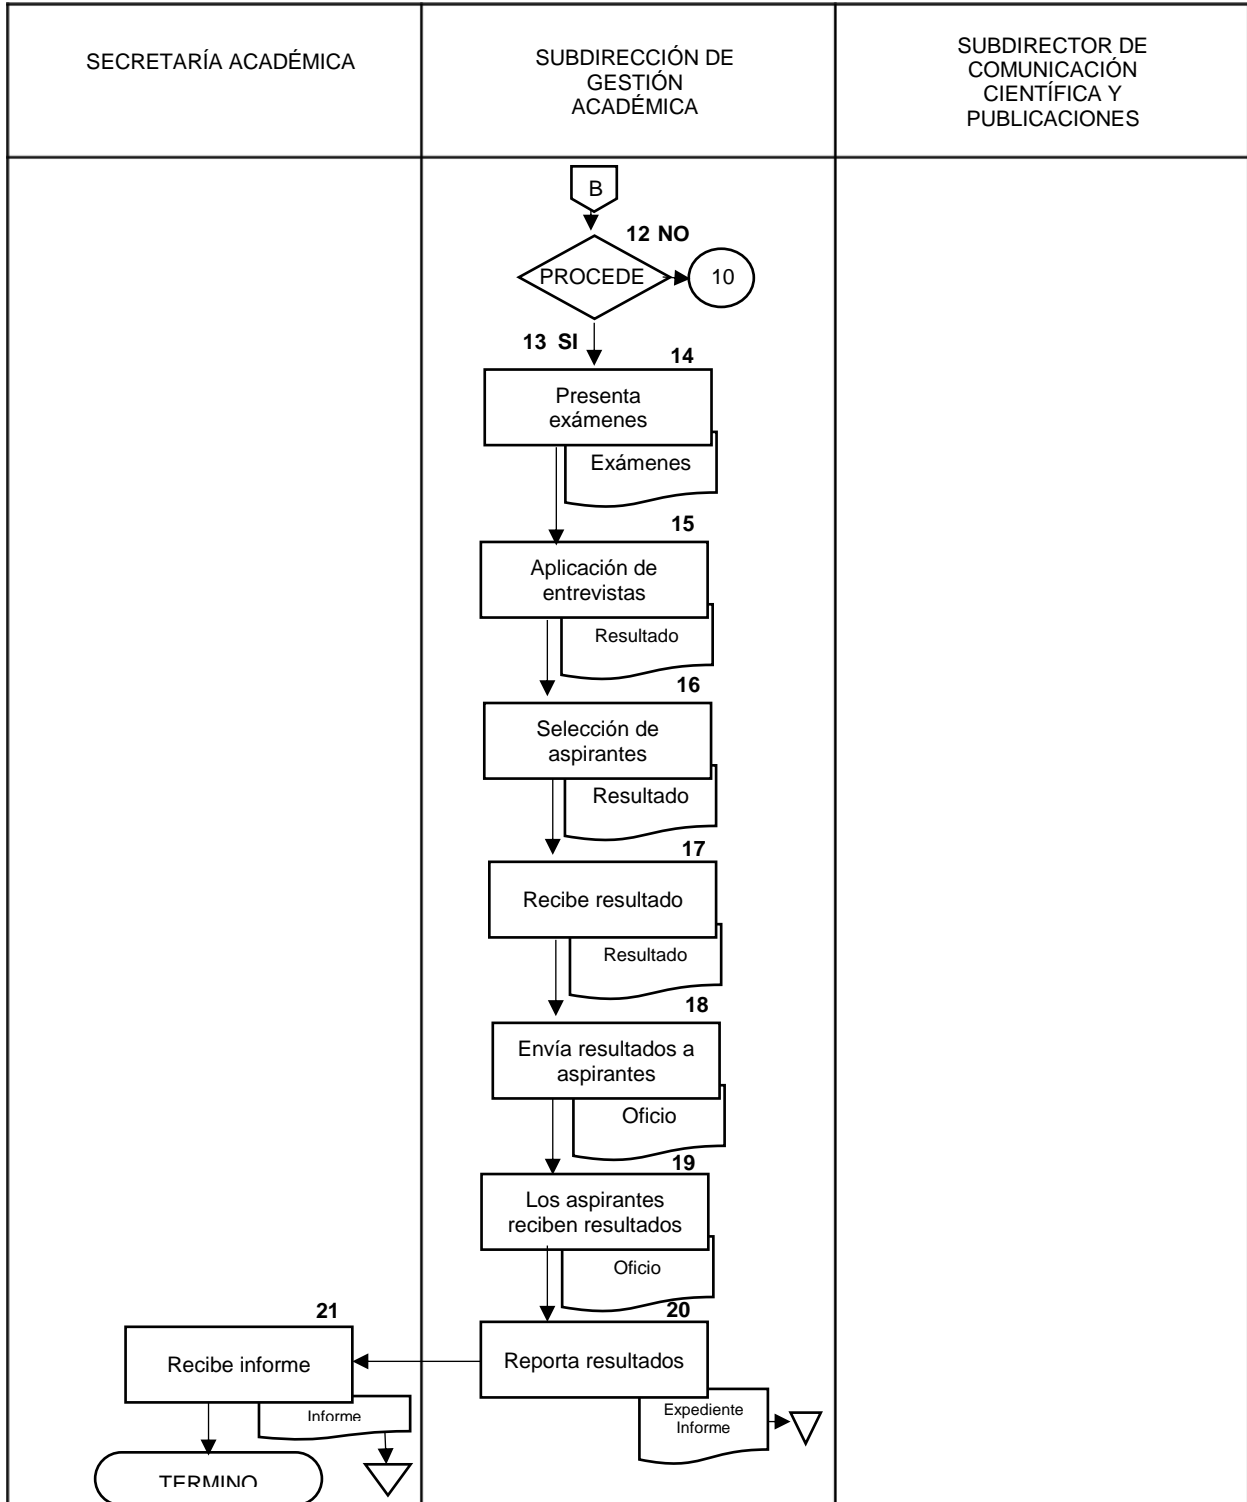 SECRETARÍA ACADÉMICA
SUBDIRECCIÓN DE
GESTIÓN
ACADÉMICA
SUBDIRECTOR DE
COMUNICACIÓN
CIENTÍFICA Y
PUBLICACIONES
B
12 NO
PROCEDE
10
13 SI
14
Presenta
exámenes
Exámenes
15
Aplicación de
entrevistas
Resultado
16
Selección de
aspirantes
Resultado
17
Recibe resultado
Resultado
18
Envía resultados a
aspirantes
Oficio
19
Los aspirantes
reciben resultados
Oficio
20
Reporta resultados
Expediente
Informe
21
Recibe informe
Informe
TERMINO